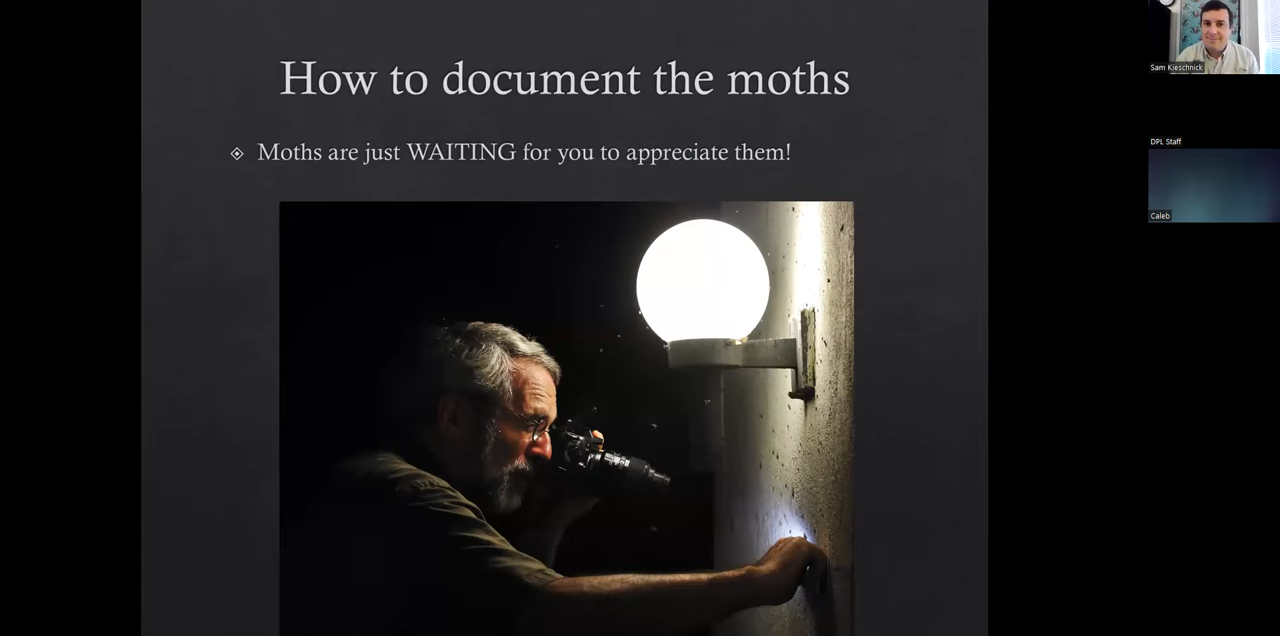 How to document the moths
Moths are just WAITING for you to appreciate them!
Sam Kieschnick
DPL Staff
Caleb